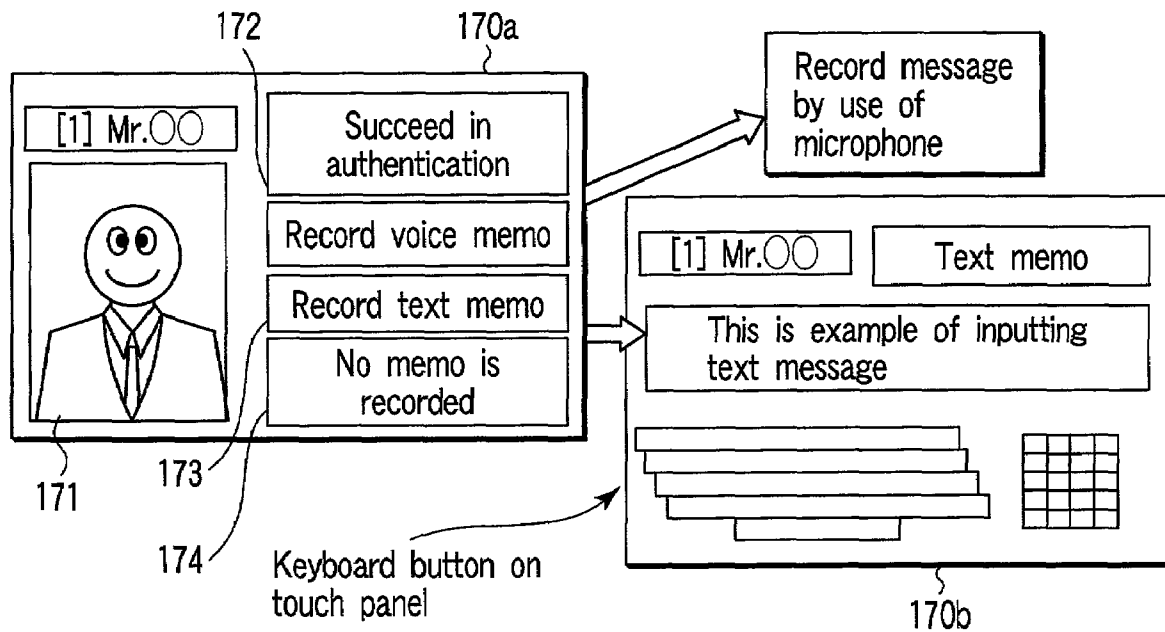 172
170a
[1] Mr.○○
Succeed in
authentication
Record voice memo
Record text memo
No memo is
recorded
171
173
174
Record message
by use of
microphone
[1] Mr.○○
Text memo
This is example of inputting
text message
Keyboard button on
touch panel
170b